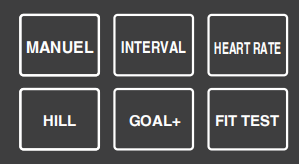 MANUEL INTERVAL HEART RATE
HILL GOAL+ FIT TEST